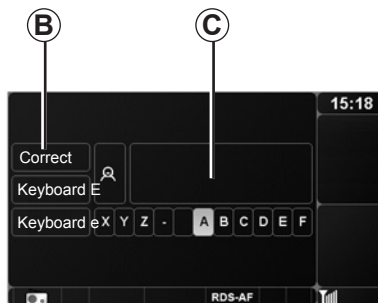 B C
15:18
Correct
Keyboard E
Keyboard e X Y Z - A B C D E F
RDS-AF